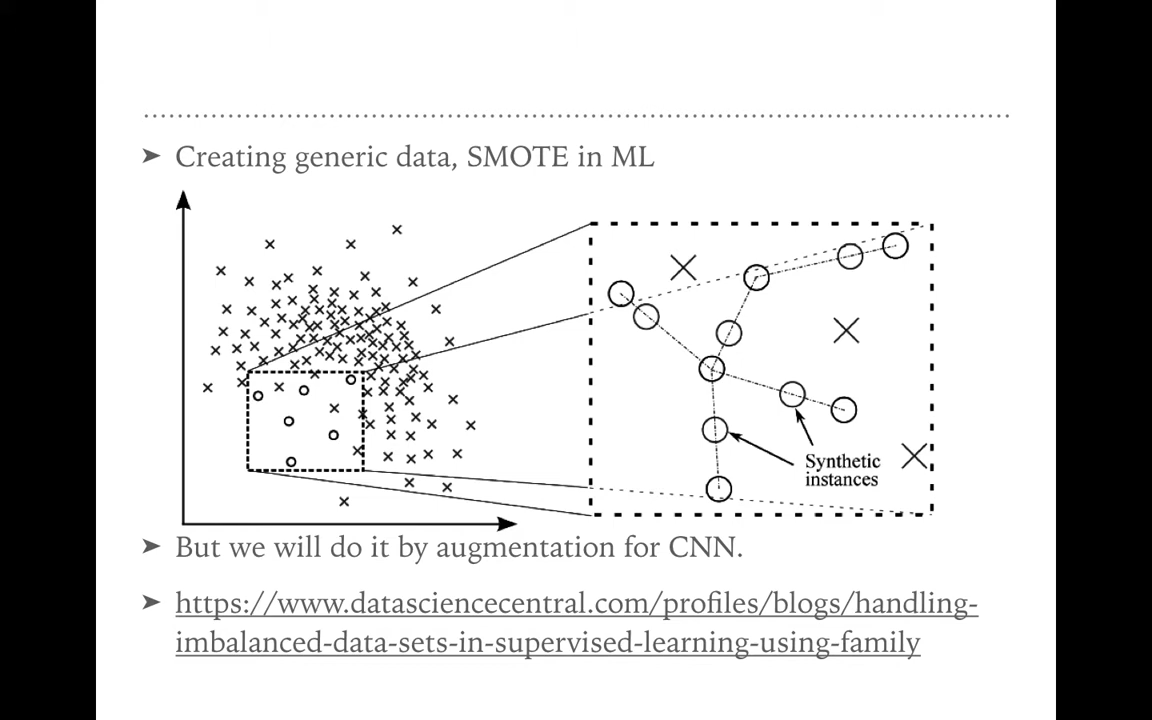 ➤ Creating generic data, SMOTE in ML
Synthetic
instances
➤ But we will do it by augmentation for CNN.
➤ https://www.datasciencecentral.com/profiles/blogs/handling-
imbalanced-data-sets-in-supervised-learning-using-family